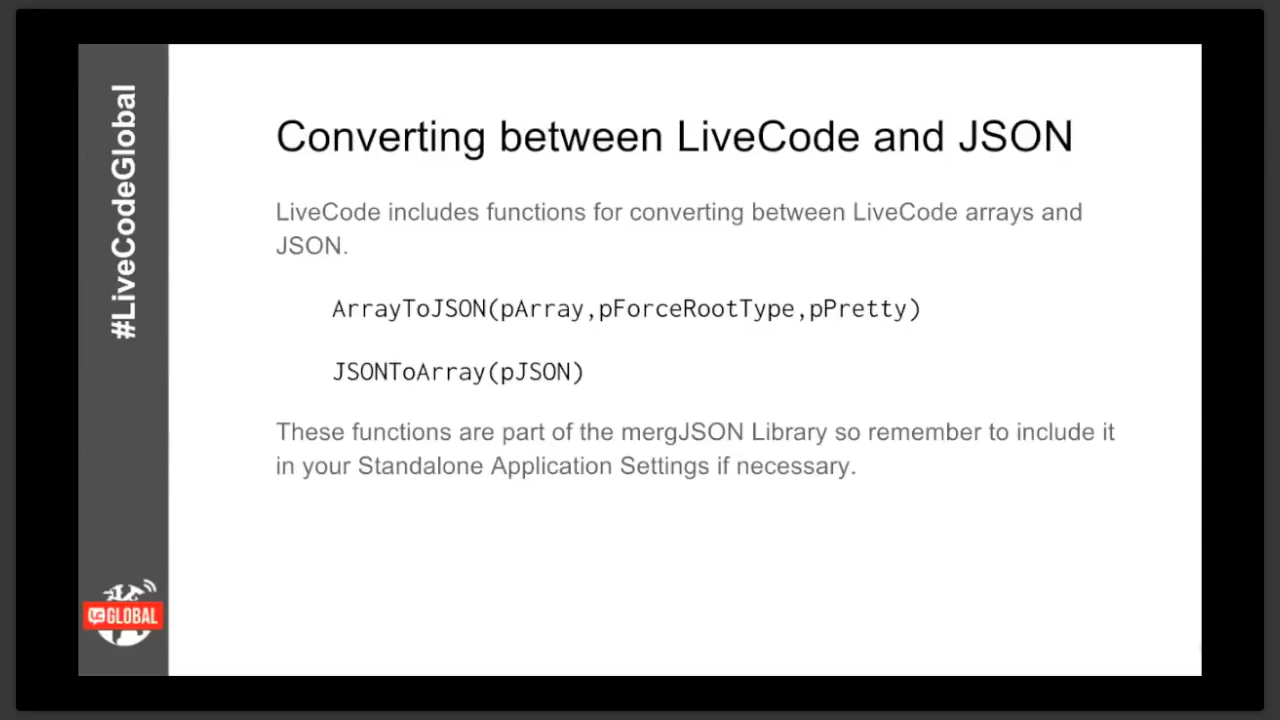 #LiveCodeGlobal
Converting between LiveCode and JSON
LiveCode includes functions for converting between LiveCode arrays and
JSON.
ArrayToJSON(pArray,pForceRootType,pPretty)
JSONToArray(pJSON)
These functions are part of the mergJSON Library so remember to include it
in your Standalone Application Settings if necessary.
LC GLOBAL